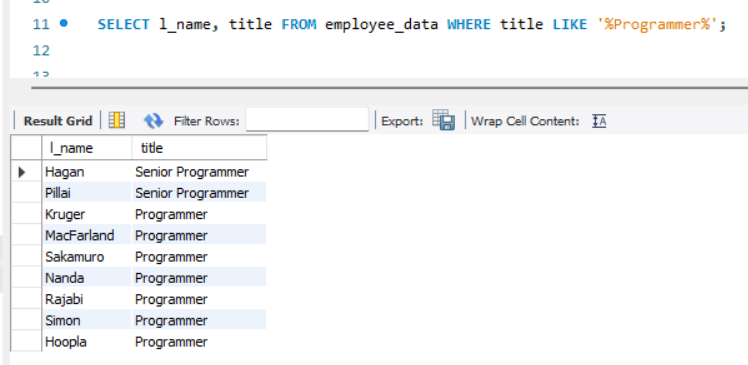 11 SELECT l_name, title FROM employee_data WHERE title LIKE '%Programmer%';
12
Result Grid Filter Rows: Export: Wrap Cell Content: IA
l_name title
Hagan Senior Programmer
Pillai Senior Programmer
Kruger Programmer
MacFarland Programmer
Sakamuro Programmer
Nanda Programmer
Rajabi Programmer
Simon Programmer
Hoopla Programmer